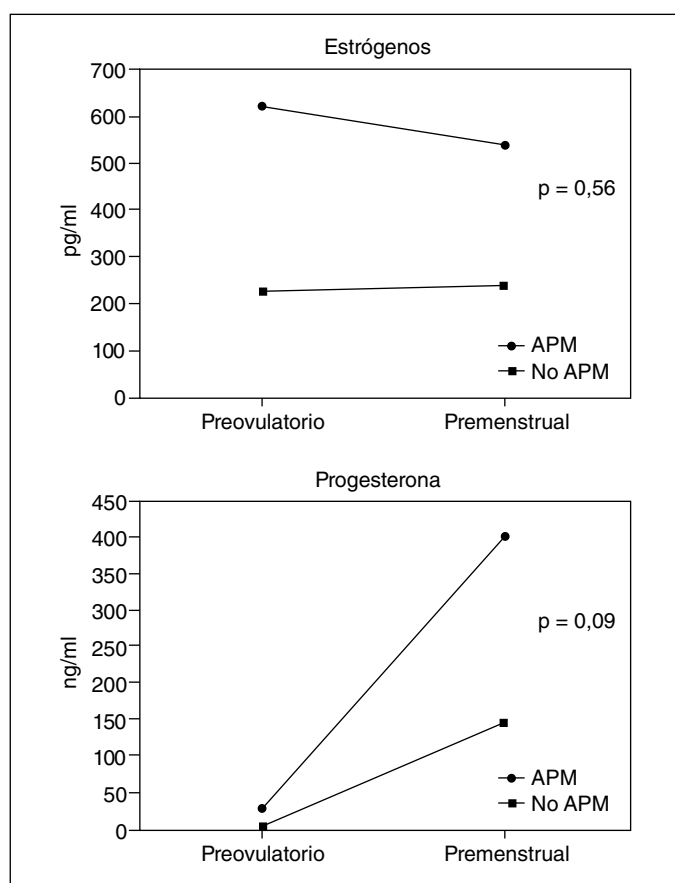 Estrógenos
700
600
500
400
300
200
100
0
pg/ml
p = 0,56
APM
No APM
Preovulatorio Premenstrual
Progesterona
450
400
350
300
250
200
150
100
50
0
ng/ml
p = 0,09
APM
No APM
Preovulatorio Premenstrual